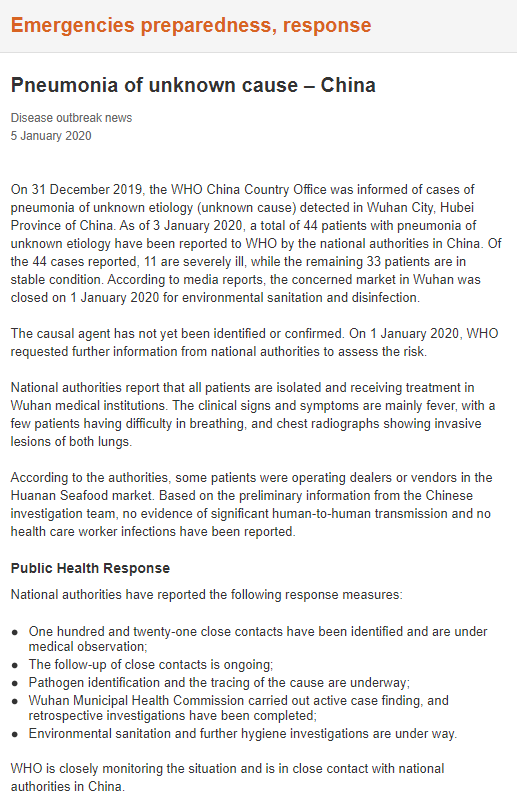 Emergencies preparedness, response
Pneumonia of unknown cause – China
Disease outbreak news
5 January 2020
On 31 December 2019, the WHO China Country Office was informed of cases of
pneumonia of unknown etiology (unknown cause) detected in Wuhan City, Hubei
Province of China. As of 3 January 2020, a total of 44 patients with pneumonia of
unknown etiology have been reported to WHO by the national authorities in China. Of
the 44 cases reported, 11 are severely ill, while the remaining 33 patients are in
stable condition. According to media reports, the concerned market in Wuhan was
closed on 1 January 2020 for environmental sanitation and disinfection.
The causal agent has not yet been identified or confirmed. On 1 January 2020, WHO
requested further information from national authorities to assess the risk.
National authorities report that all patients are isolated and receiving treatment in
Wuhan medical institutions. The clinical signs and symptoms are mainly fever, with a
few patients having difficulty in breathing, and chest radiographs showing invasive
lesions of both lungs.
According to the authorities, some patients were operating dealers or vendors in the
Huanan Seafood market. Based on the preliminary information from the Chinese
investigation team, no evidence of significant human-to-human transmission and no
health care worker infections have been reported.
Public Health Response
National authorities have reported the following response measures:
● One hundred and twenty-one close contacts have been identified and are under
medical observation;
● The follow-up of close contacts is ongoing;
● Pathogen identification and the tracing of the cause are underway;
● Wuhan Municipal Health Commission carried out active case finding, and
retrospective investigations have been completed;
● Environmental sanitation and further hygiene investigations are under way.
WHO is closely monitoring the situation and is in close contact with national
authorities in China.